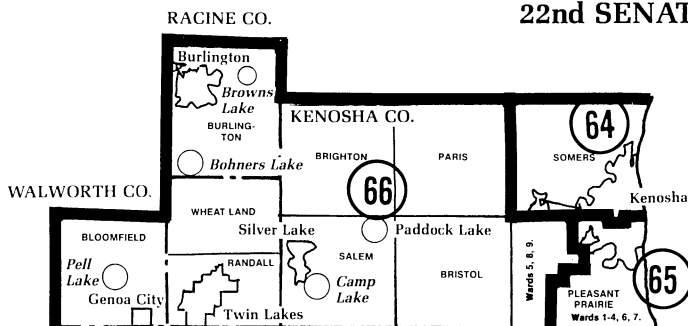 22nd SENAT
RACINE CO.
Burlington
Browns
Lake
BURLING-
TON
Bohners Lake
KENOSHA CO.
BRIGHTON
PARIS
64
SOMERS
66
Kenosha
WALWORTH CO.
WHEAT LAND
BLOOMFIELD
Silver Lake
Paddock Lake
Pell
Lake
RANDALL
SALEM
BRISTOL
Wards 5, 8, 9.
65
Camp
Lake
Genoa City
PLEASANT
PRAIRIE
Wards 1-4, 6, 7.
Twin Lakes